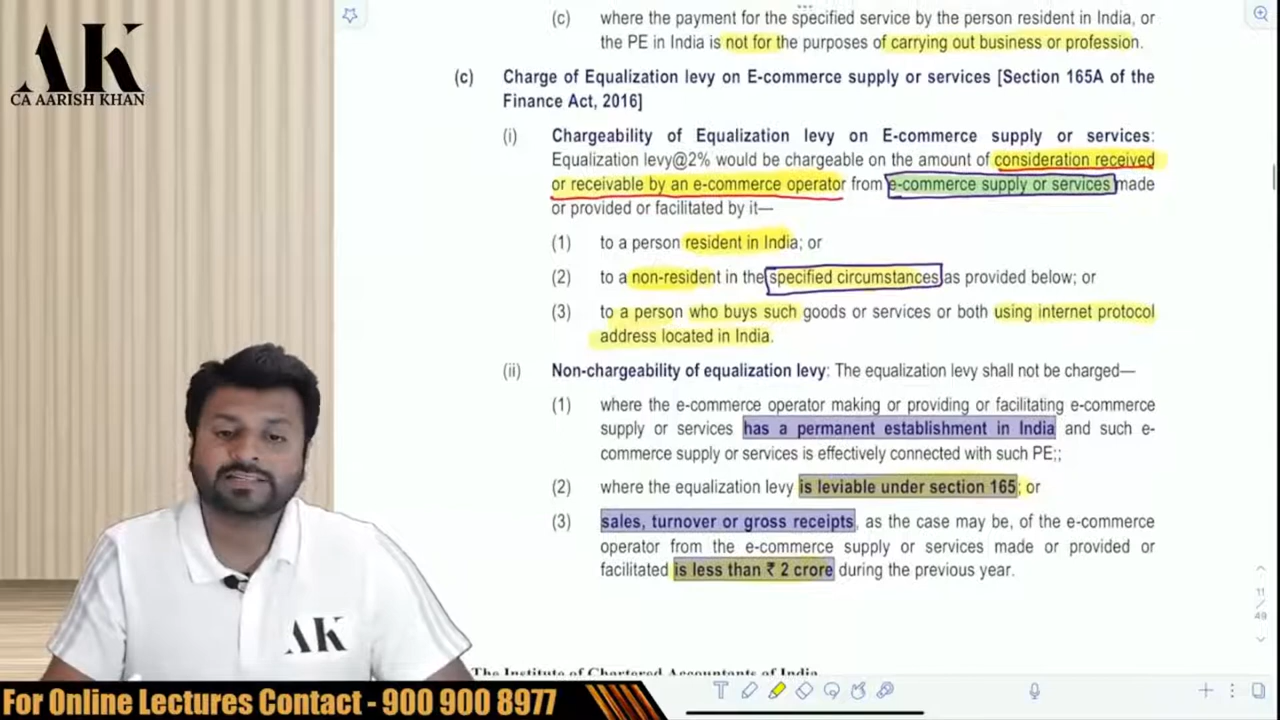 AK
CA AARISH KHAN
(c) where the payment for the specified service by the person resident in India, or
the PE in India is not for the purposes of carrying out business or profession.
(c) Charge of Equalization levy on E-commerce supply or services [Section 165A of the
Finance Act, 2016]
(i) Chargeability of Equalization levy on E-commerce supply or services:
Equalization levy@2% would be chargeable on the amount of consideration received
or receivable by an e-commerce operator from e-commerce supply or services made
or provided or facilitated by it—
(1) to a person resident in India; or
(2) to a non-resident in the specified circumstances as provided below; or
(3) to a person who buys such goods or services or both using internet protocol
address located in India.
(ii) Non-chargeability of equalization levy: The equalization levy shall not be charged—
(1) where the e-commerce operator making or providing or facilitating e-commerce
supply or services has a permanent establishment in India and such e-
commerce supply or services is effectively connected with such PE;;
(2) where the equalization levy is leviable under section 165; or
(3) sales, turnover or gross receipts, as the case may be, of the e-commerce
operator from the e-commerce supply or services made or provided or
facilitated is less than ₹ 2 crore during the previous year.
11
/
49
AK
The Institute of Chartered Accountants of India
For Online Lectures Contact - 900 900 8977